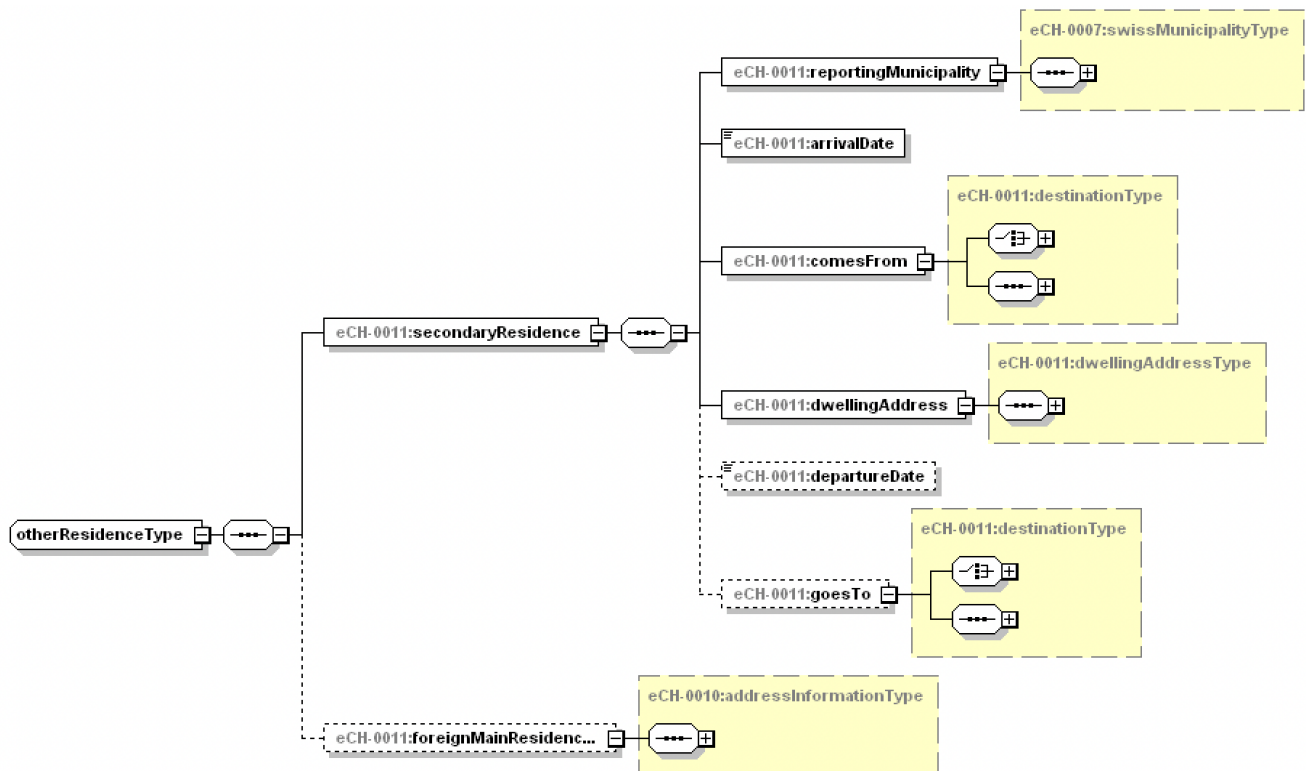 eCH-0007:swissMunicipalityType
eCH-0011:reportingMunicipality
eCH-0011:arrivalDate
eCH-0011:destinationType
eCH-0011:comesFrom
eCH-0011:secondaryResidence
eCH-0011:dwellingAddressType
eCH-0011:dwellingAddress
eCH-0011:departureDate
otherResidenceType
eCH-0011:destinationType
eCH-0011:goesTo
eCH-0010:addressInformationType
eCH-0011:foreignMainResidenc...